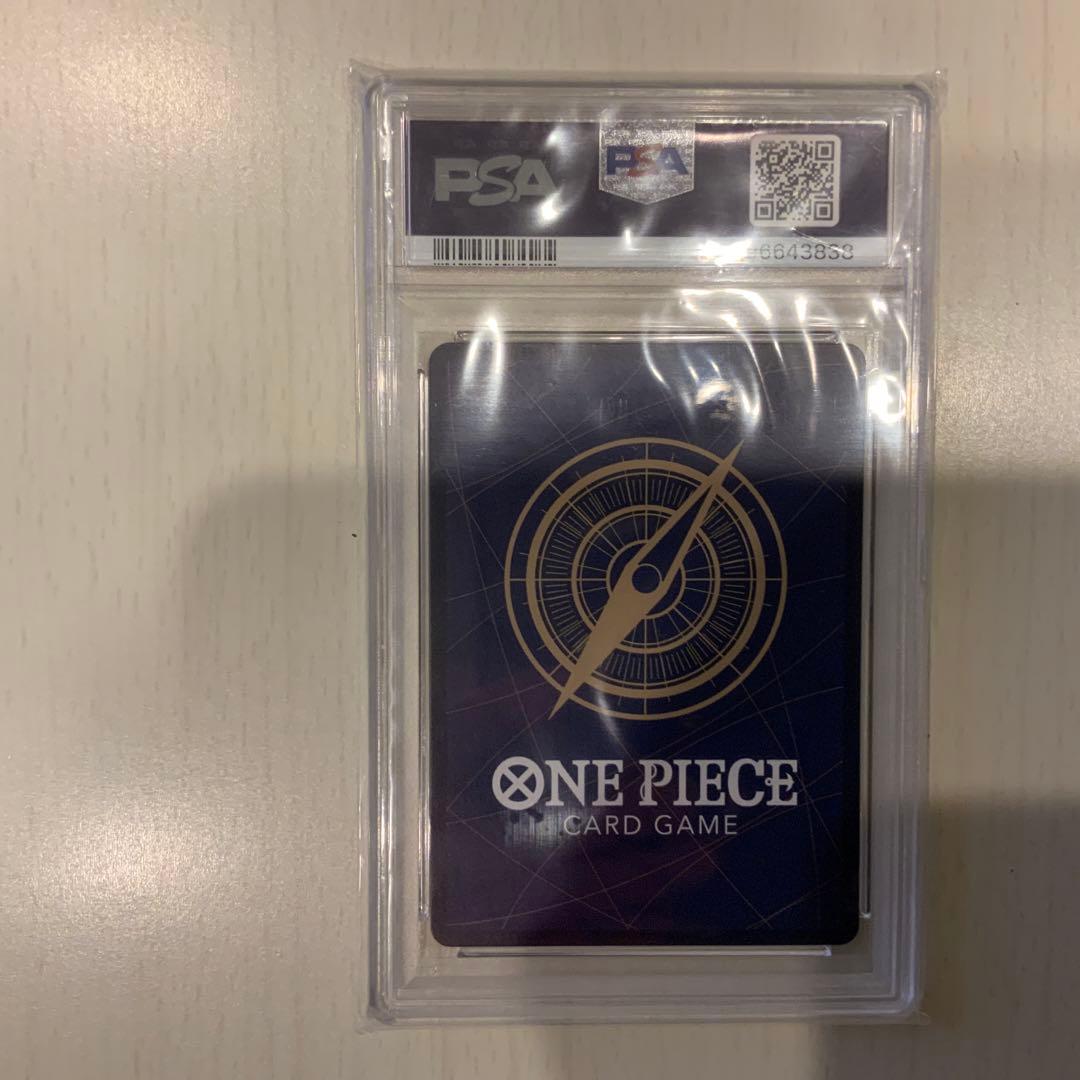 PSA
PSA
6643838
ONE PIECE
CARD GAME